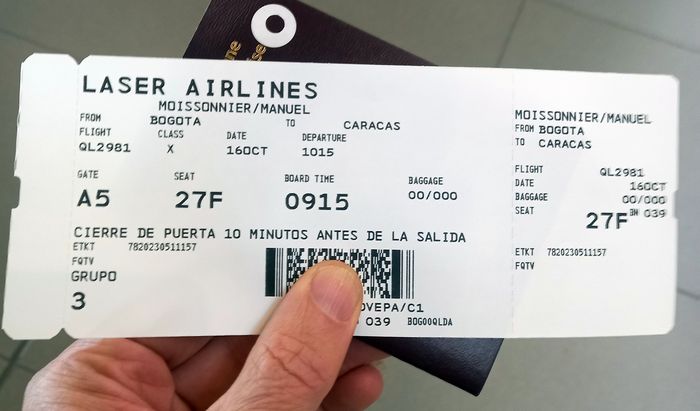 LASER AIRLINES
MOISSONNIER/MANUEL
FROM BOGOTA TO CARACAS
FLIGHT CLASS DATE DEPARTURE
QL2981 X 16OCT 1015
GATE SEAT BOARD TIME BAGGAGE
A5 27F 0915 00/000
CIERRE DE PUERTA 10 MINUTOS ANTES DE LA SALIDA
ETKT 7820230511157
FQTV
GRUPO
3
OVEPA/C1
039 BOG00QLDA
MOISSONNIER/MANUEL
FROM BOGOTA
TO CARACAS
FLIGHT QL2981
DATE 16OCT
BAGGAGE 00/000
SEAT 27F BN 039
ETKT 7820230511157
FQTV